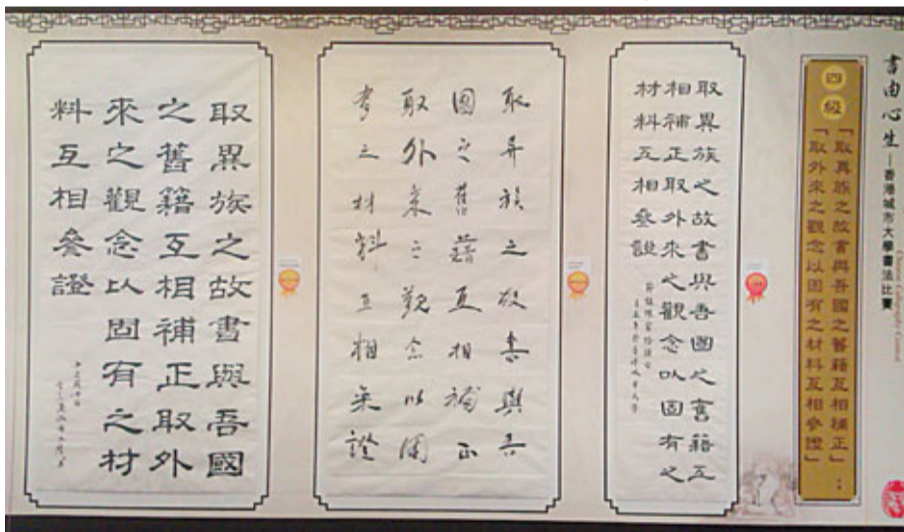 書由心生—香港城市大學書法比賽
Chinese Calligraphy Contest
四級
「取異族之故書與吾國之舊籍互相補正」;
「取外來之觀念以固有之材料互相參證」
取異族之故書與吾國之舊籍互
相補正取外來之觀念以固有之
材料互相參證
取異族之故書與吾
國之舊籍互相補正
取外來之觀念以固
有之材料互相參證
取異族之故書與吾國
之舊籍互相補正取外
來之觀念以固有之材
料互相參證